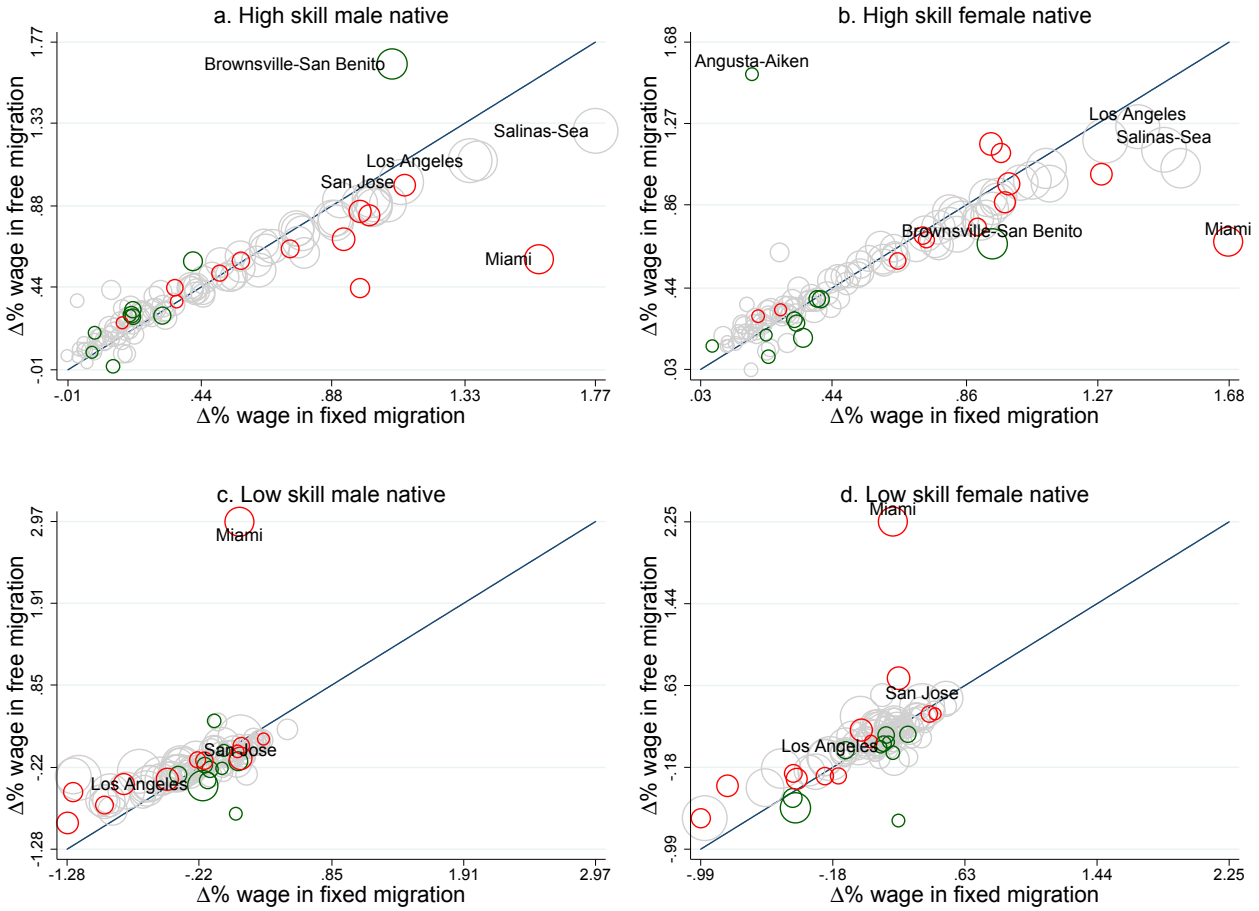 a. High skill male native
Δ% wage in free migration
1.77
1.33
.88
.44
-.01
Brownsville-San Benito
Salinas-Sea
Los Angeles
San Jose
Miami
-.01
.44
.88
1.33
1.77
Δ% wage in fixed migration
b. High skill female native
Δ% wage in free migration
1.68
1.27
.86
.44
.03
Angusta-Aiken
Los Angeles
Salinas-Sea
Brownsville-San Benito
Miami
.03
.44
.86
1.27
1.68
Δ% wage in fixed migration
c. Low skill male native
Δ% wage in free migration
2.97
1.91
.85
-.22
-1.28
Miami
San Jose
Los Angeles
-1.28
-.22
.85
1.91
2.97
Δ% wage in fixed migration
d. Low skill female native
Δ% wage in free migration
2.25
1.44
.63
-.18
-.99
Miami
San Jose
Los Angeles
-.99
-.18
.63
1.44
2.25
Δ% wage in fixed migration